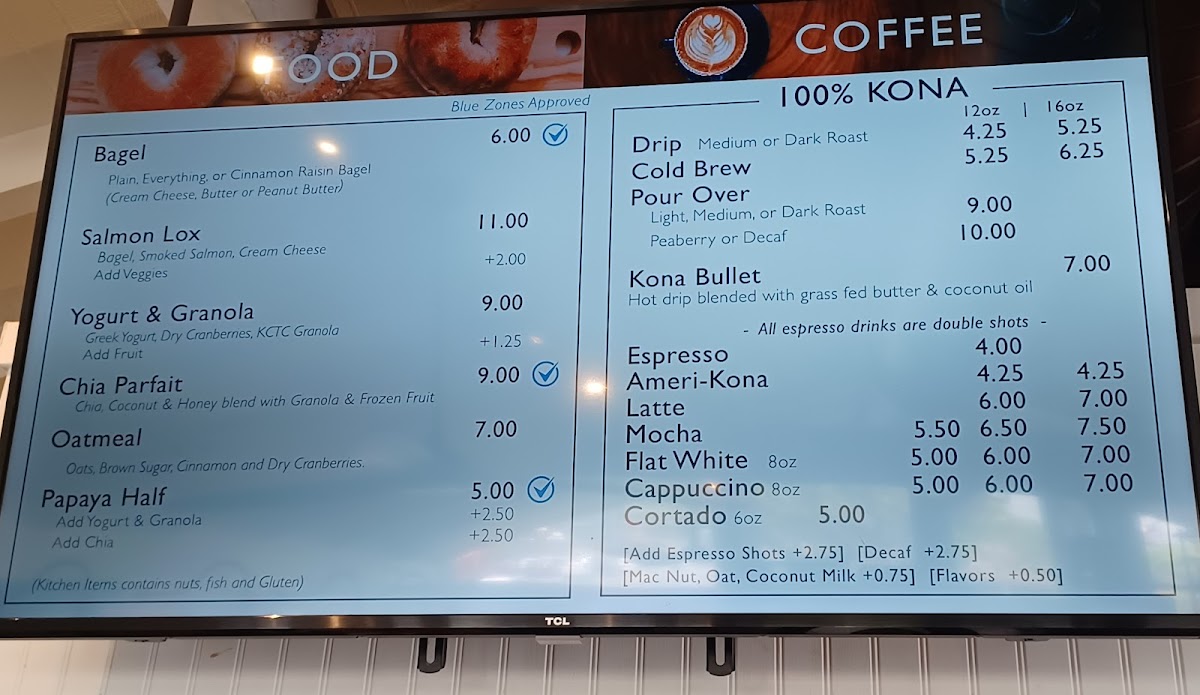 FOOD
Blue Zones Approved
Bagel 6.00
Plain, Everything, or Cinnamon Raisin Bagel
(Cream Cheese, Butter or Peanut Butter)
Salmon Lox 11.00
Bagel, Smoked Salmon, Cream Cheese
Add Veggies +2.00
Yogurt & Granola 9.00
Greek Yogurt, Dry Cranberries, KCTC Granola
Add Fruit +1.25
Chia Parfait 9.00
Chia, Coconut & Honey blend with Granola & Frozen Fruit
Oatmeal 7.00
Oats, Brown Sugar, Cinnamon and Dry Cranberries.
Papaya Half 5.00
Add Yogurt & Granola +2.50
Add Chia +2.50
(Kitchen Items contains nuts, fish and Gluten)
COFFEE
100% KONA
12oz | 16oz
Drip Medium or Dark Roast 4.25 5.25
Cold Brew 5.25 6.25
Pour Over
Light, Medium, or Dark Roast 9.00
Peaberry or Decaf 10.00
Kona Bullet 7.00
Hot drip blended with grass fed butter & coconut oil
- All espresso drinks are double shots -
Espresso 4.00
Ameri-Kona 4.25 4.25
Latte 6.00 7.00
Mocha 5.50 6.50 7.50
Flat White 8oz 5.00 6.00 7.00
Cappuccino 8oz 5.00 6.00 7.00
Cortado 6oz 5.00
[Add Espresso Shots +2.75] [Decaf +2.75]
[Mac Nut, Oat, Coconut Milk +0.75] [Flavors +0.50]
TCL